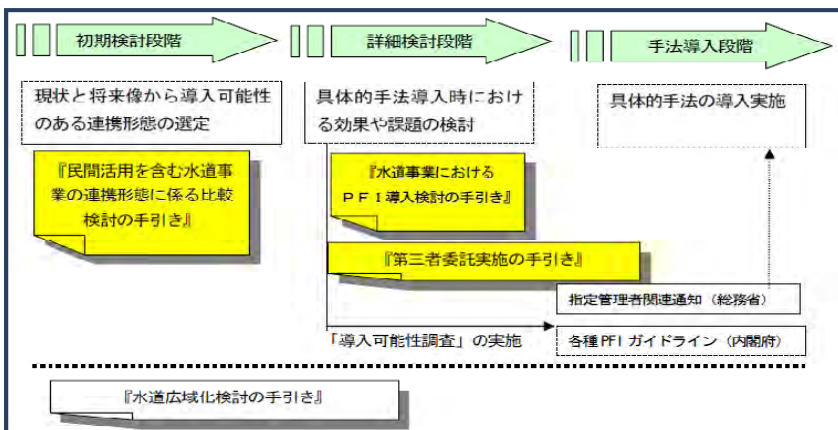 初期検討段階
詳細検討段階
手法導入段階
現状と将来像から導入可能性
のある連携形態の選定
具体的手法導入時におけ
る効果や課題の検討
具体的手法の導入実施
『民間活用を含む水道事
業の連携形態に係る比較
検討の手引き』
『水道事業における
ＰＦＩ導入検討の手引き』
『第三者委託実施の手引き』
指定管理者関連通知（総務省）
「導入可能性調査」の実施
各種PFIガイドライン（内閣府）
『水道広域化検討の手引き』